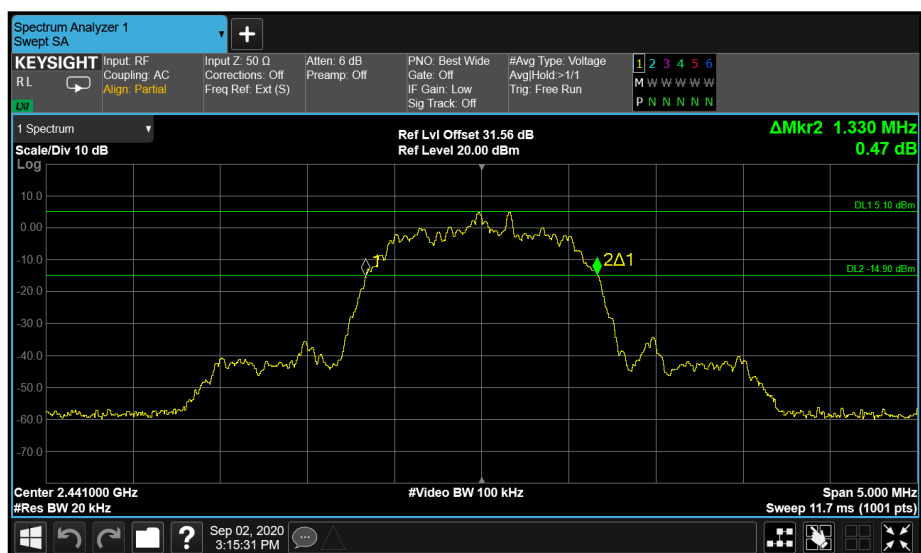 Spectrum Analyzer 1
Swept SA
KEYSIGHT
RL
LXI
Input: RF
Coupling: AC
Align: Partial
Input Z: 50 Ω
Corrections: Off
Freq Ref: Ext (S)
Atten: 6 dB
Preamp: Off
PNO: Best Wide
Gate: Off
IF Gain: Low
Sig Track: Off
#Avg Type: Voltage
Avg|Hold:>1/1
Trig: Free Run
1 2 3 4 5 6
M W W W W W
P N N N N N
1 Spectrum
Scale/Div 10 dB
Log
Ref Lvl Offset 31.56 dB
Ref Level 20.00 dBm
ΔMkr2 1.330 MHz
0.47 dB
10.0
DL1 5.10 dBm
0.00
-10.0
1
2Δ1
DL2 -14.90 dBm
-20.0
-30.0
-40.0
-50.0
-60.0
-70.0
Center 2.441000 GHz
#Video BW 100 kHz
Span 5.000 MHz
#Res BW 20 kHz
Sweep 11.7 ms (1001 pts)
?
Sep 02, 2020
3:15:31 PM